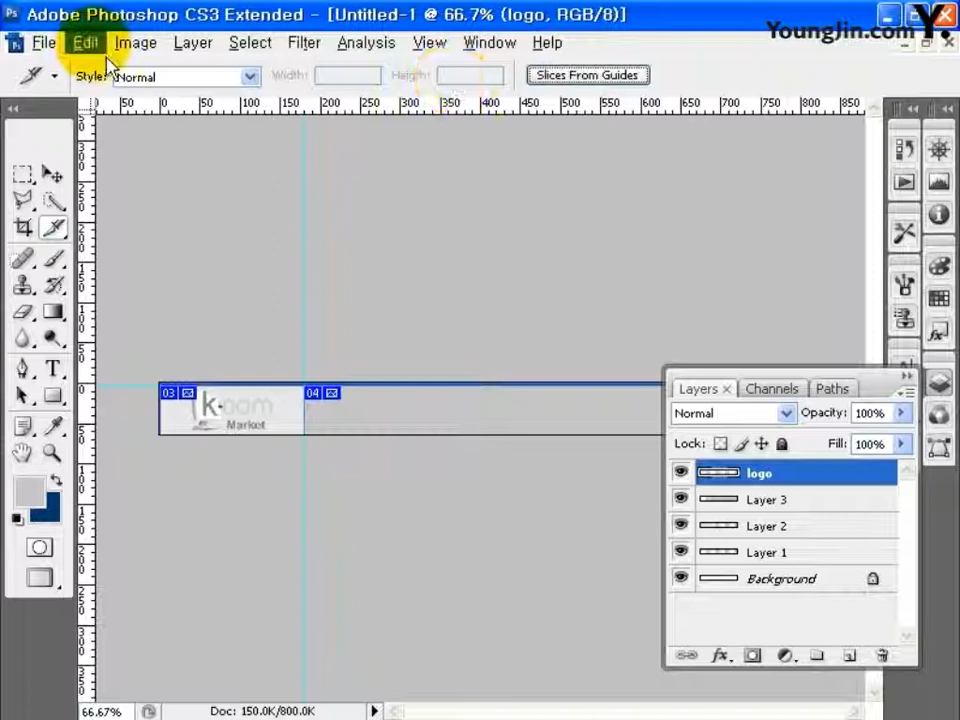 Adobe Photoshop CS3 Extended - [Untitled-1 @ 66.7% (logo, RGB/8)]
YoungJin.com Y.
File Edit Image Layer Select Filter Analysis View Window Help
Style: Normal Width: Height: Slices From Guides
50 0 50 100 150 200 250 300 350 400 450 500 550 600 650 700 750 800 850
03 04
k-oom
Market
Layers × Channels Paths
Normal Opacity: 100%
Lock: Fill: 100%
logo
Layer 3
Layer 2
Layer 1
Background
66.67% Doc: 150.0K/800.0K